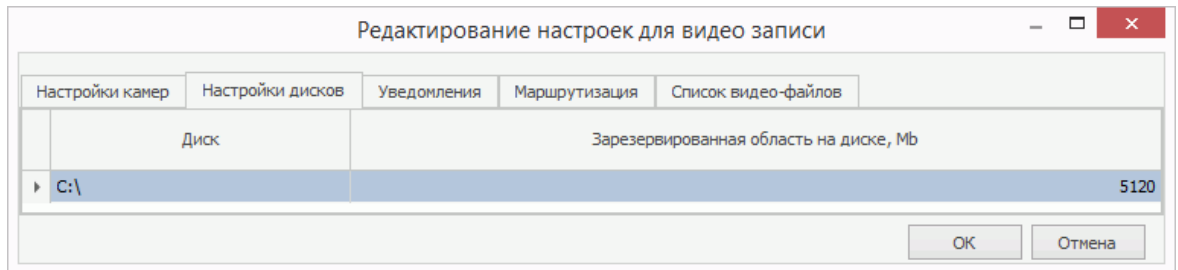 Редактирование настроек для видео записи
Настройки камер Настройки дисков Уведомления Маршрутизация Список видео-файлов
Диск Зарезервированная область на диске, Mb
C:\ 5120
OK Отмена